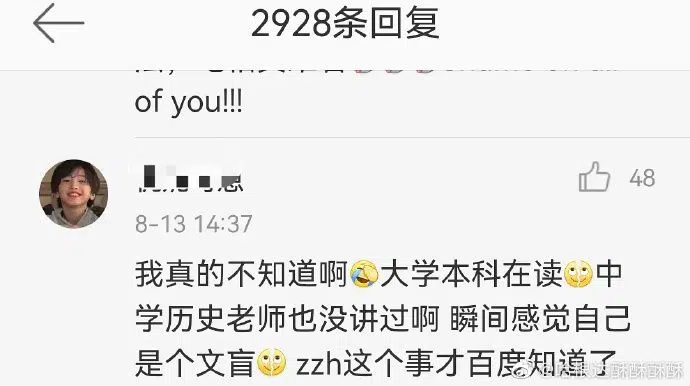 2928条回复
of you!!!
48
8-13 14:37
我真的不知道啊🤣大学本科在读🤫中
学历史老师也没讲过啊 瞬间感觉自己
是个文盲🤫 zzh这个事才百度知道了